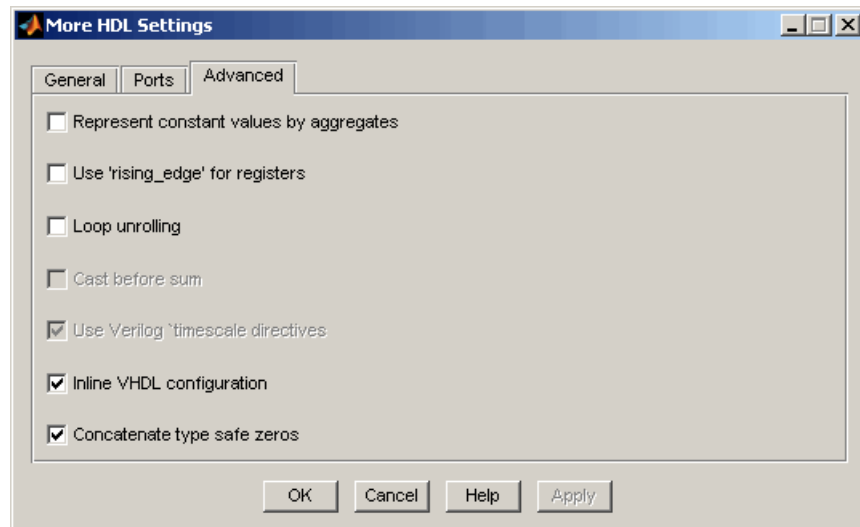 More HDL Settings
General Ports Advanced
Represent constant values by aggregates
Use 'rising_edge' for registers
Loop unrolling
Cast before sum
Use Verilog `timescale directives
Inline VHDL configuration
Concatenate type safe zeros
OK Cancel Help Apply